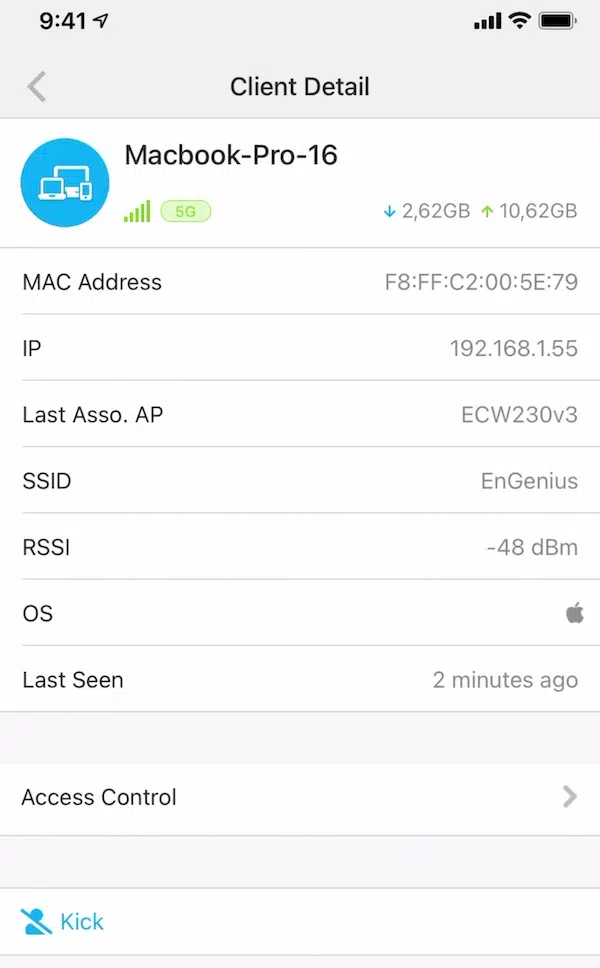 9:41
Client Detail
Macbook-Pro-16
5G 2,62GB 10,62GB
MAC Address F8:FF:C2:00:5E:79
IP 192.168.1.55
Last Asso. AP ECW230v3
SSID EnGenius
RSSI -48 dBm
OS
Last Seen 2 minutes ago
Access Control
Kick